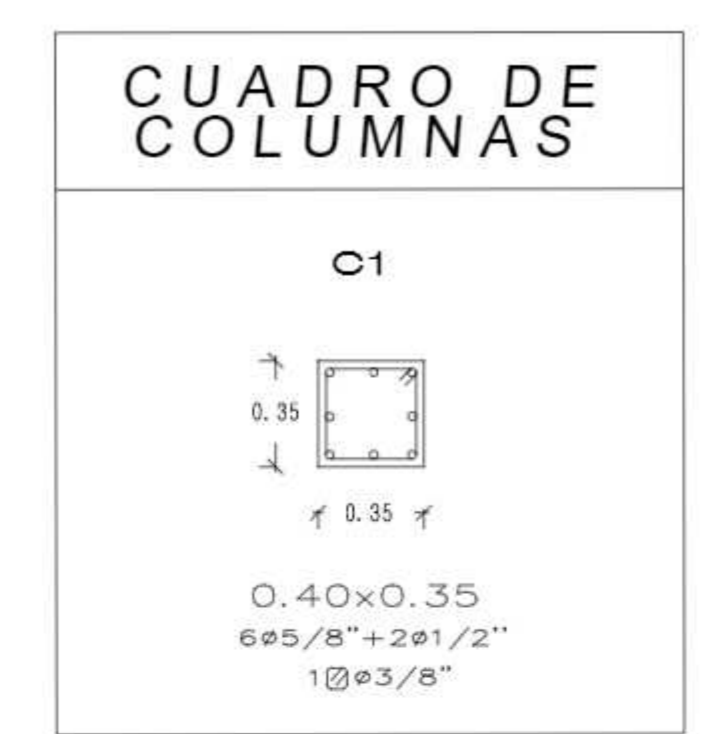 CUADRO DE
COLUMNAS
C1
0.35
0.35
0.40x0.35
6ø5/8"+2ø1/2"
1▨ø3/8"